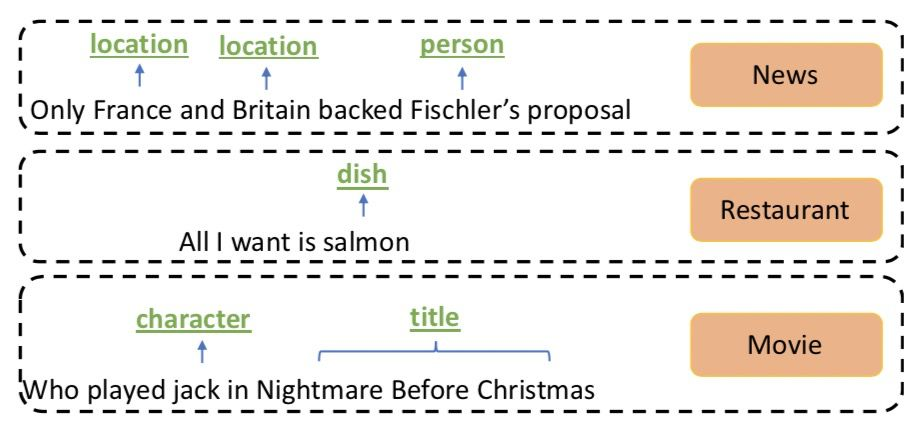 location location person
News
Only France and Britain backed Fischler's proposal
dish
Restaurant
All I want is salmon
character title
Movie
Who played jack in Nightmare Before Christmas